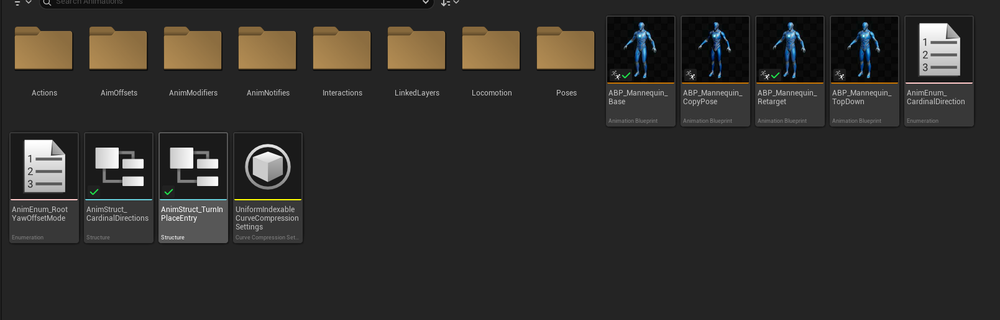 Search Animations
Actions
AimOffsets
AnimModifiers
AnimNotifies
Interactions
LinkedLayers
Locomotion
Poses
ABP_Mannequin_
Base
Animation Blueprint
ABP_Mannequin_
CopyPose
Animation Blueprint
ABP_Mannequin_
Retarget
Animation Blueprint
ABP_Mannequin_
TopDown
Animation Blueprint
1
2
3
AnimEnum_
CardinalDirection
Enumeration
1
2
3
AnimEnum_Root
YawOffsetMode
Enumeration
AnimStruct_
CardinalDirections
Structure
AnimStruct_TurnIn
PlaceEntry
Structure
UniformIndexable
CurveCompression
Settings
Curve Compression Set...